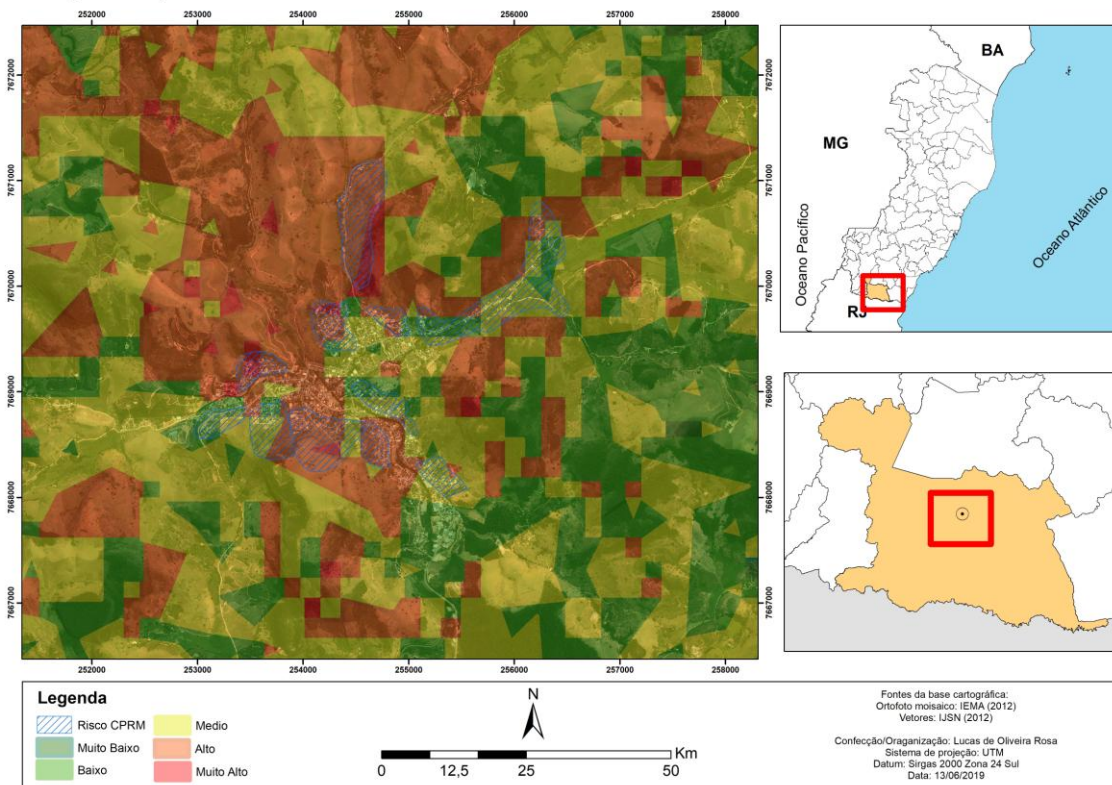 252000 253000 254000 255000 256000 257000 258000
7672000 7672000
7671000 7671000
7670000 7670000
7669000 7669000
7668000 7668000
7667000 7667000
252000 253000 254000 255000 256000 257000 258000
BA
MG
Oceano Pacífico
Oceano Atlântico
RJ
Legenda
Risco CPRM
Muito Baixo
Baixo
Medio
Alto
Muito Alto
N
Km
0 12,5 25 50
Fontes da base cartográfica:
Ortofoto moisaico: IEMA (2012)
Vetores: IJSN (2012)
Confecção/Oraganização: Lucas de Oliveira Rosa
Sistema de projeção: UTM
Datum: Sirgas 2000 Zona 24 Sul
Data: 13/06/2019